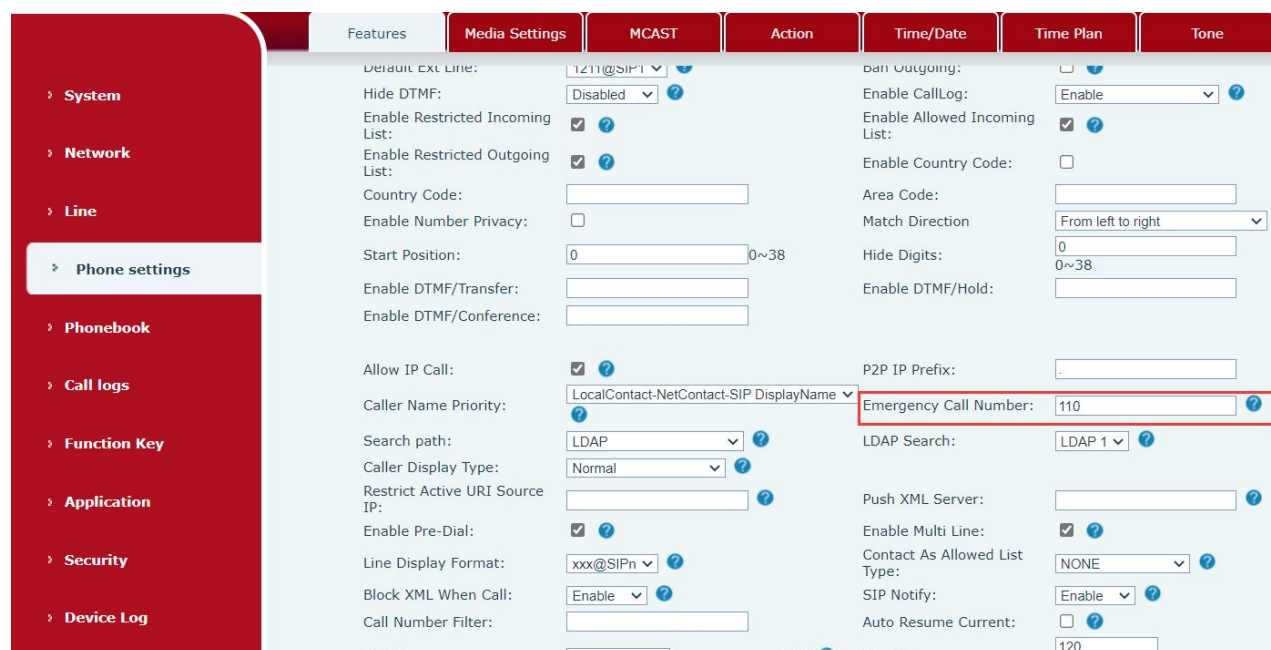 Features Media Settings MCAST Action Time/Date Time Plan Tone
Default Ext Line: 1211@SIP1 Ban Outgoing:
System
Hide DTMF: Disabled Enable CallLog: Enable
Enable Restricted Incoming List: Enable Allowed Incoming List:
Network
Enable Restricted Outgoing List: Enable Country Code:
Country Code: Area Code:
Line
Enable Number Privacy: Match Direction From left to right
Start Position: 0 0~38 Hide Digits: 0 0~38
Phone settings
Enable DTMF/Transfer: Enable DTMF/Hold:
Enable DTMF/Conference:
Phonebook
Allow IP Call: P2P IP Prefix: .
Call logs
Caller Name Priority: LocalContact-NetContact-SIP DisplayName Emergency Call Number: 110
Function Key
Search path: LDAP LDAP Search: LDAP 1
Caller Display Type: Normal
Restrict Active URI Source IP: Push XML Server:
Application
Enable Pre-Dial: Enable Multi Line:
Security
Line Display Format: xxx@SIPn Contact As Allowed List Type: NONE
Block XML When Call: Enable SIP Notify: Enable
Device Log
Call Number Filter: Auto Resume Current:
120